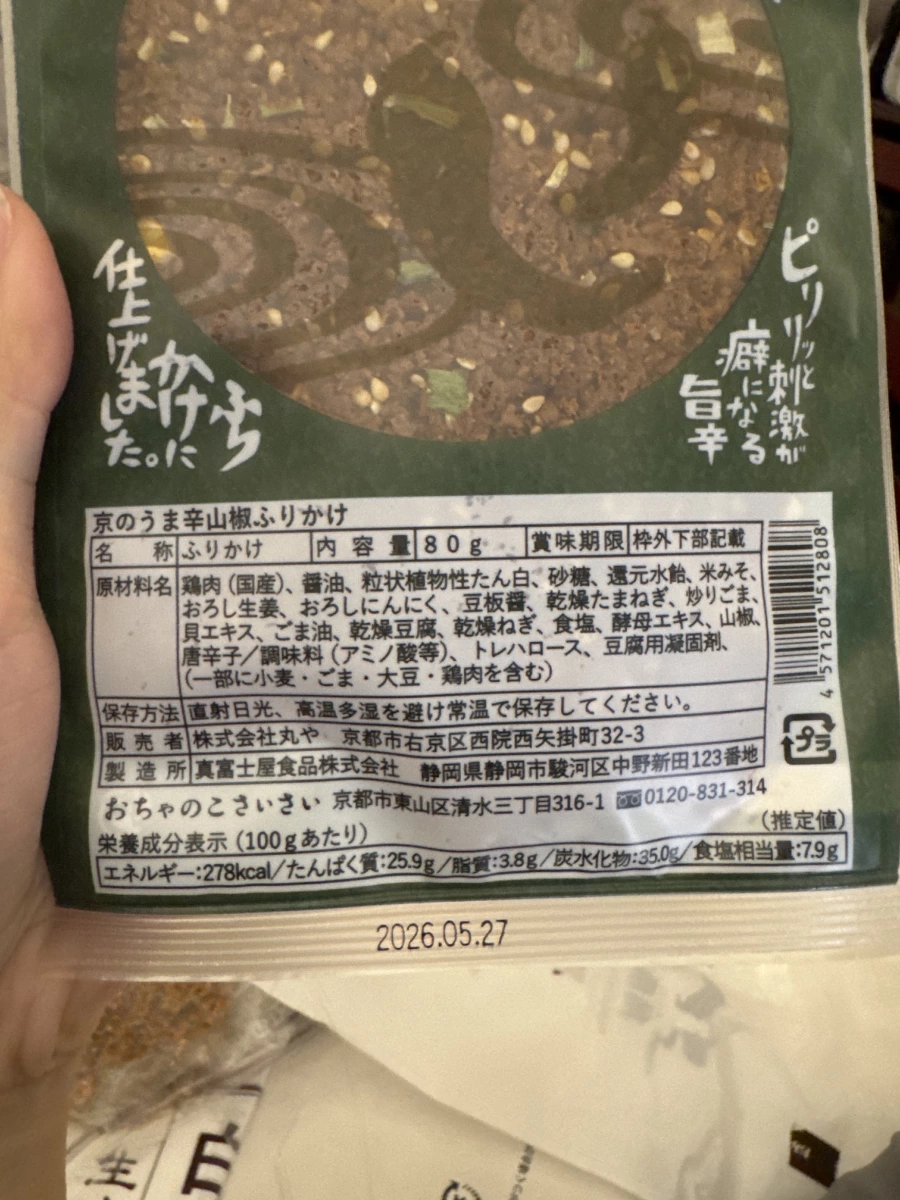 ピリリッと刺激が
癖になる
旨辛
ふり
かけに
仕上げました。
京のうま辛山椒ふりかけ
名 称 ふりかけ 内容量 80g 賞味期限 枠外下部記載
原材料名 鶏肉(国産)、醤油、粒状植物性たん白、砂糖、還元水飴、米みそ、
おろし生姜、おろしにんにく、豆板醤、乾燥たまねぎ、炒りごま、
貝エキス、ごま油、乾燥豆腐、乾燥ねぎ、食塩、酵母エキス、山椒、
唐辛子/調味料(アミノ酸等)、トレハロース、豆腐用凝固剤、
(一部に小麦・ごま・大豆・鶏肉を含む)
保存方法 直射日光、高温多湿を避け常温で保存してください。
販売者 株式会社丸や 京都市右京区西院西矢掛町32-3
製造所 真富士屋食品株式会社 静岡県静岡市駿河区中野新田123番地
おちゃのこさいさい 京都市東山区清水三丁目316-1 0120-831-314
栄養成分表示(100gあたり) (推定値)
エネルギー:278kcal/たんぱく質:25.9g/脂質:3.8g/炭水化物:35.0g/食塩相当量:7.9g
4 571201 512808
プラ
2026.05.27
生